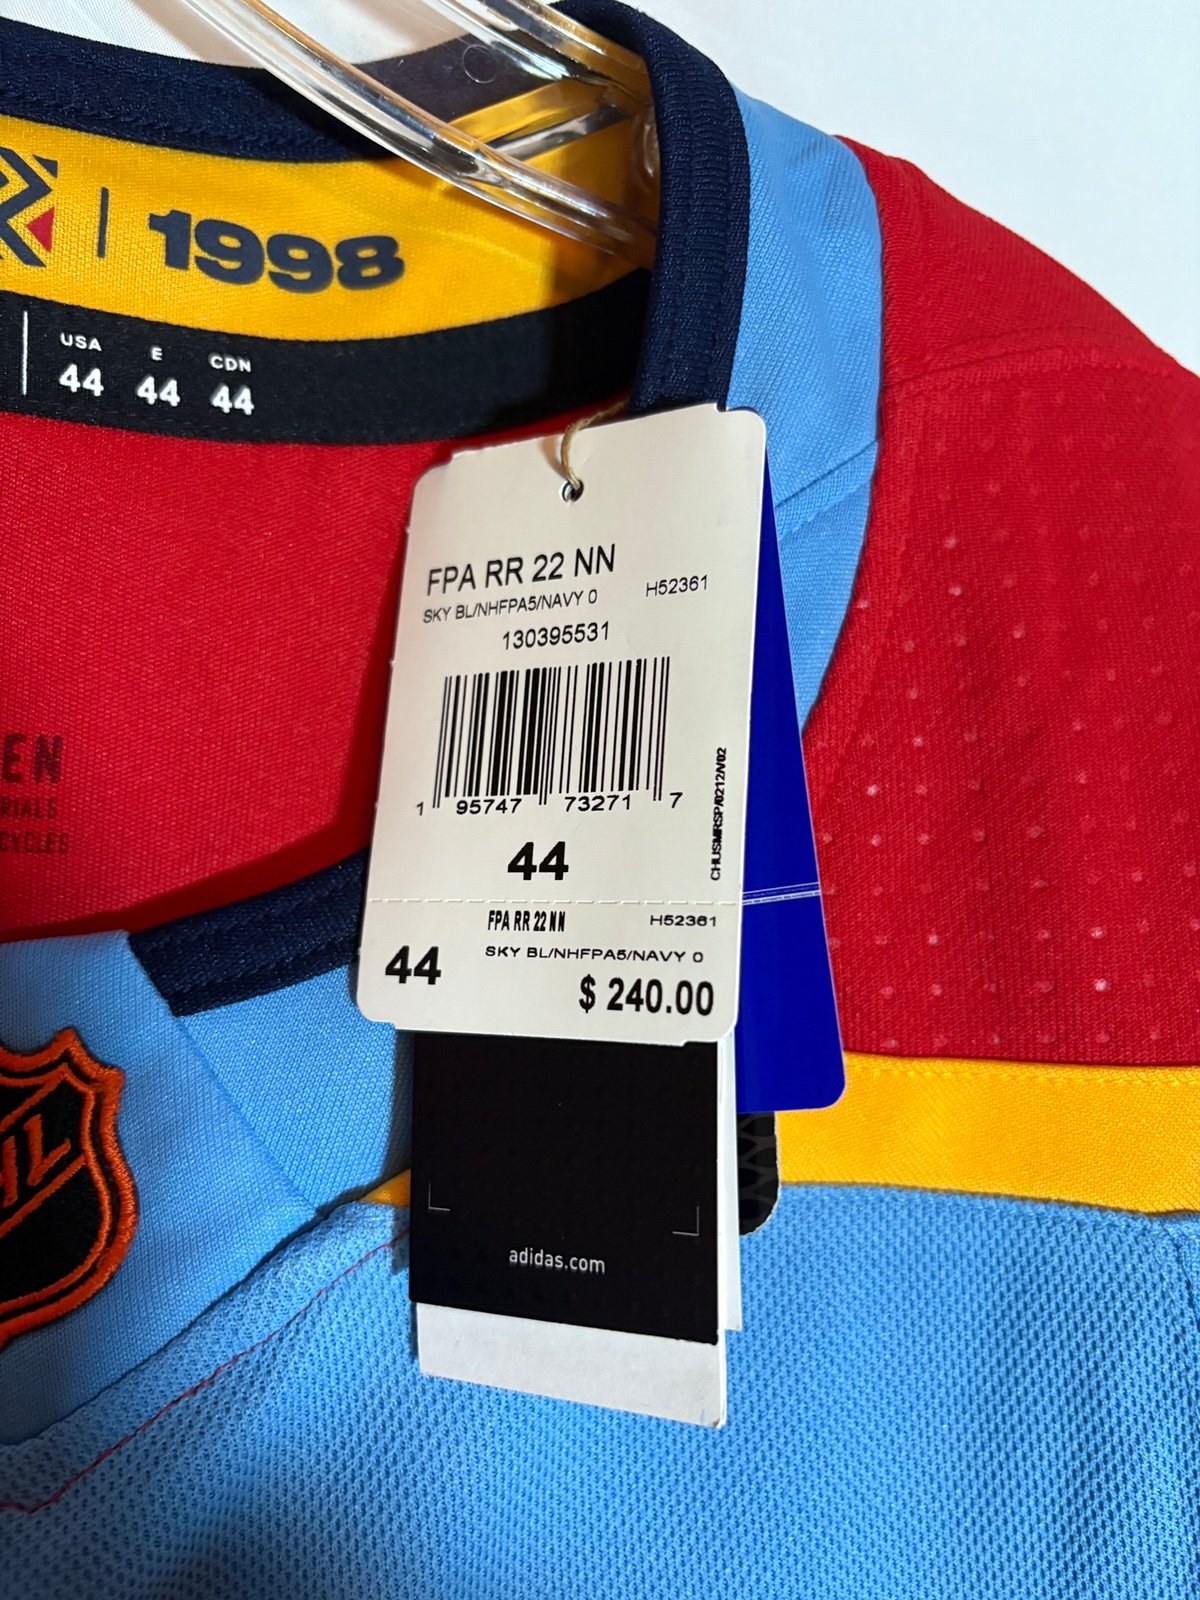 1998
USA E CDN
44 44 44
FPA RR 22 NN
SKY BL/NHFPA5/NAVY 0 H52361
130395531
1 95747 73271 7
44
CHUSMRSP/0212/V/02
FPA RR 22 NN H52361
SKY BL/NHFPA5/NAVY 0
44
$ 240.00
EN
RIALS
CYCLES
HL
adidas.com